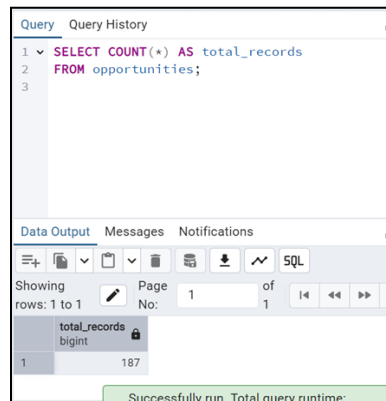 Query Query History
1 SELECT COUNT(*) AS total_records
2 FROM opportunities;
3
Data Output Messages Notifications
SQL
Showing rows: 1 to 1 Page No: 1 of 1
total_records
bigint
1 187
Successfully run. Total query runtime: